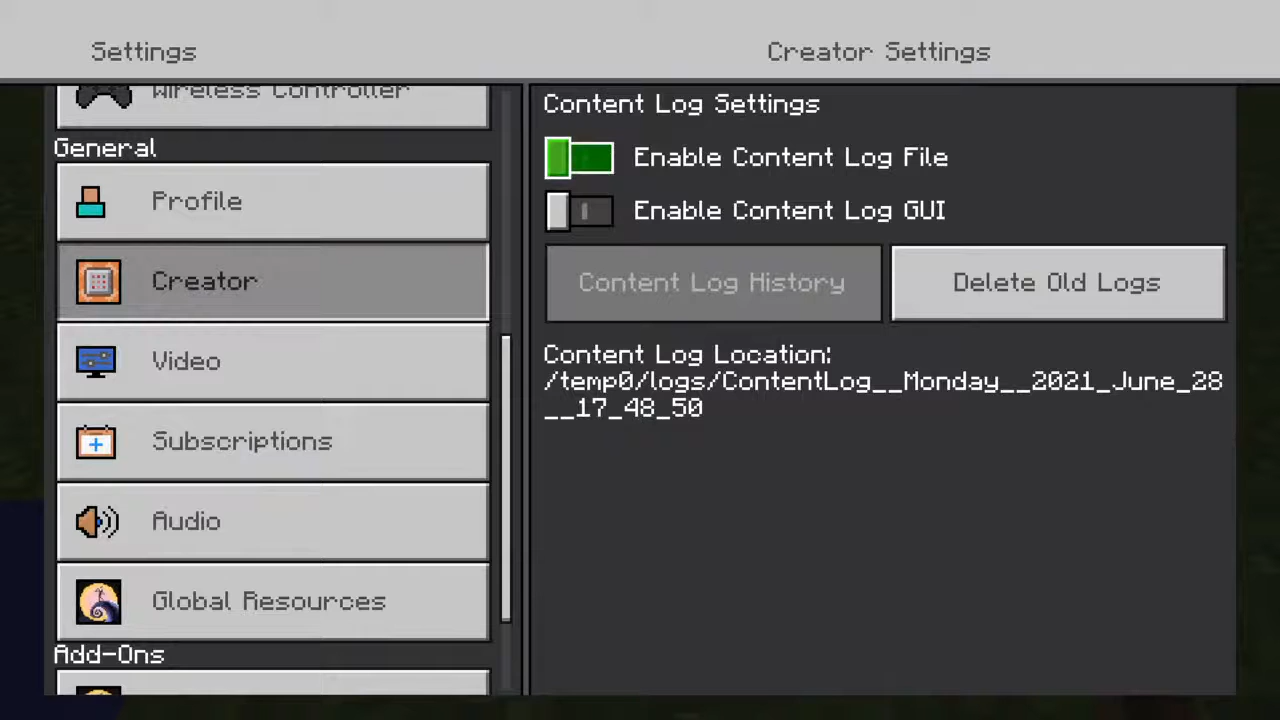 Settings
Creator Settings
Wireless Controller
General
Profile
Creator
Video
Subscriptions
Audio
Global Resources
Add-Ons
Content Log Settings
Enable Content Log File
Enable Content Log GUI
Content Log History
Delete Old Logs
Content Log Location:
/temp0/logs/ContentLog__Monday__2021_June_28
__17_48_50